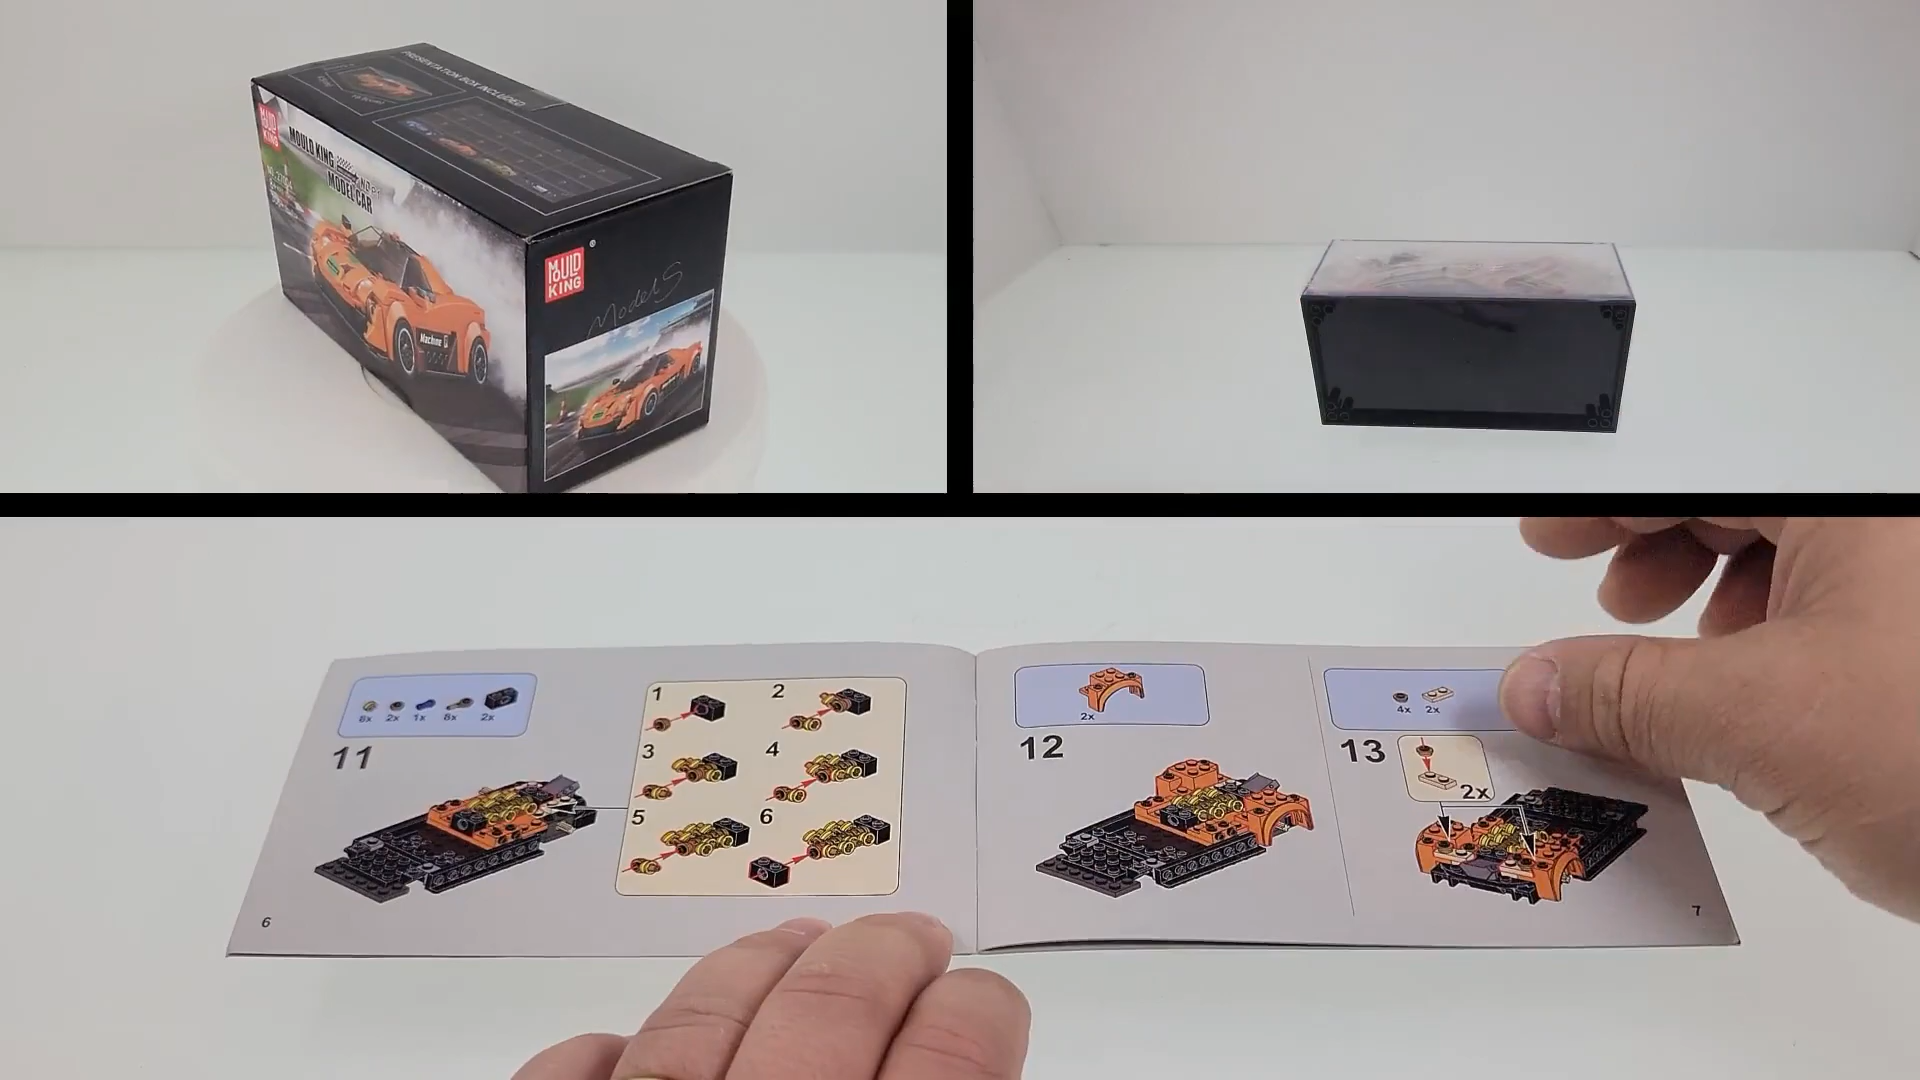 PRESENTATION BOX INCLUDED
MOULD
KING
MOULD KING
MODEL CAR
MOULD
KING
®
Model S
Machine
8x 2x 1x 8x 2x
11
1 2
3 4
5 6
6
2x
12
4x 2x
13
2x
7